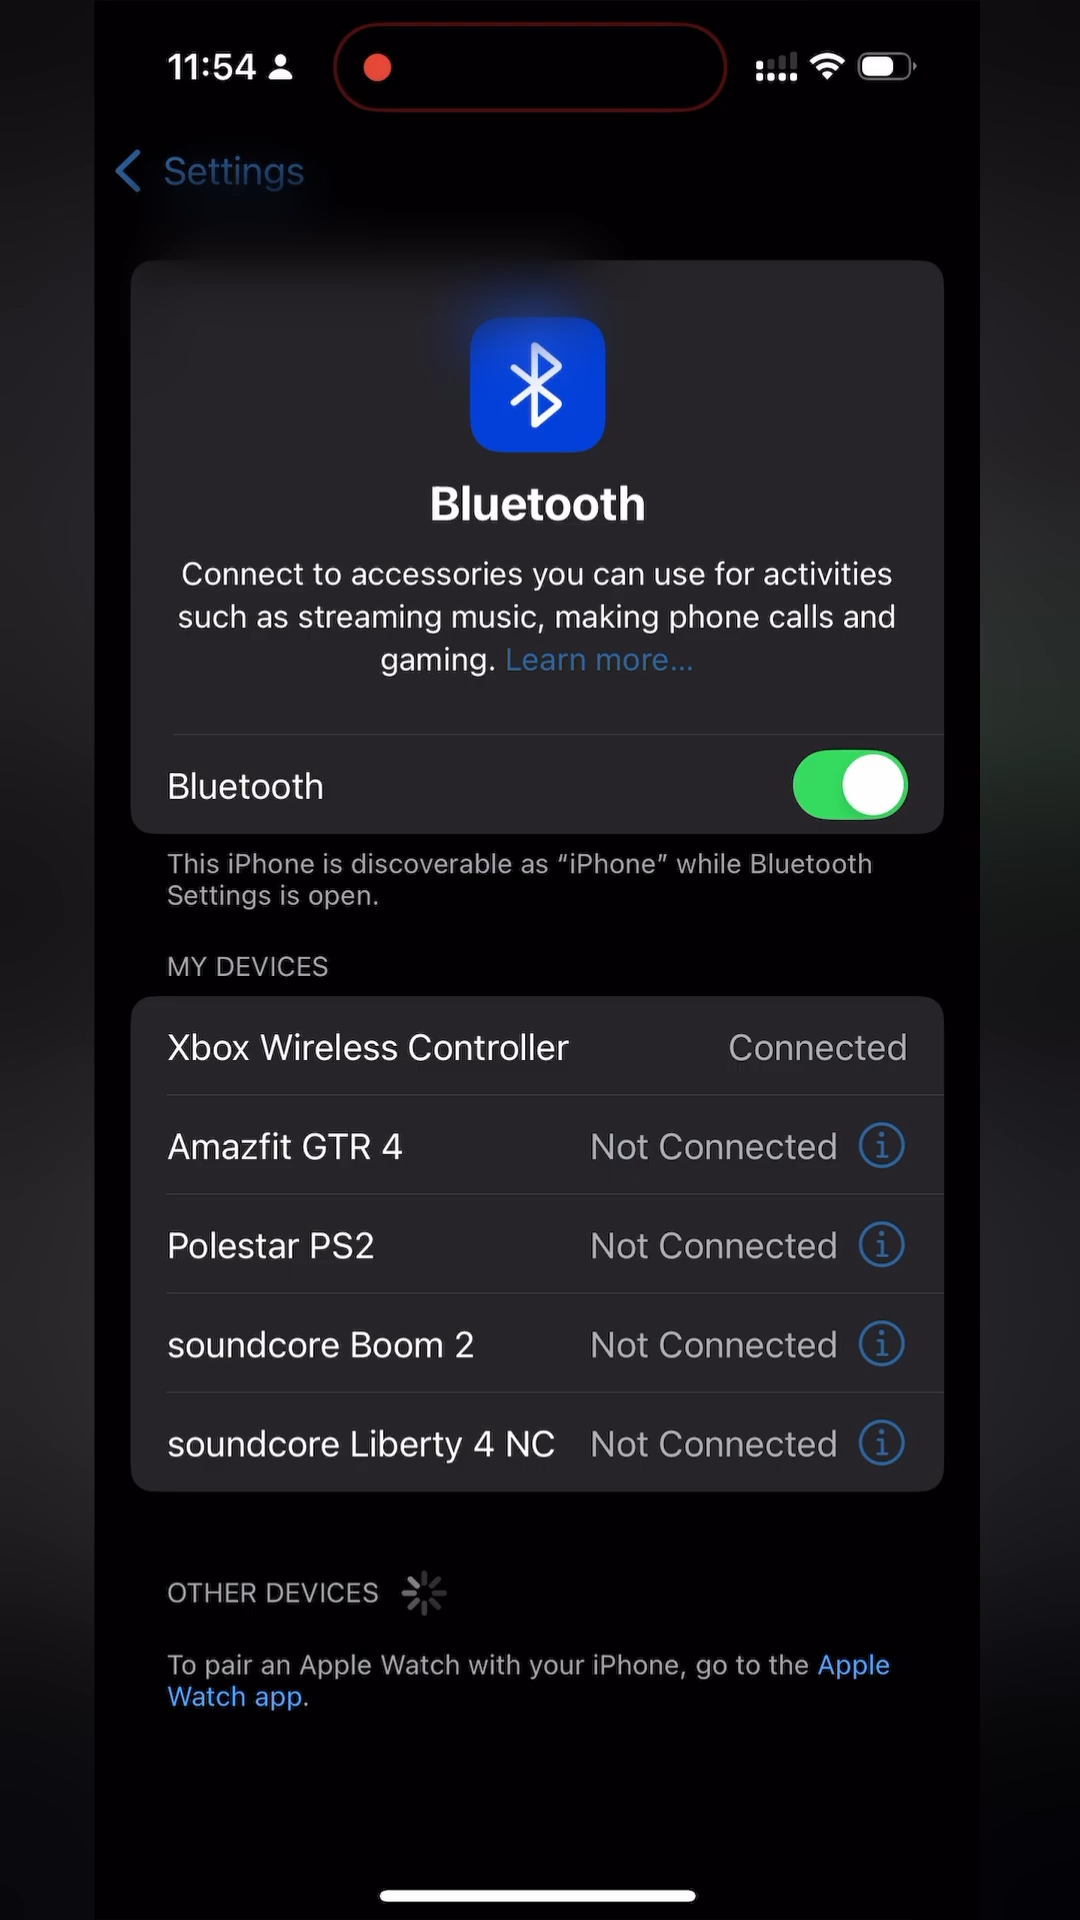 11:54
Settings
Bluetooth
Connect to accessories you can use for activities
such as streaming music, making phone calls and
gaming. Learn more...
Bluetooth
This iPhone is discoverable as “iPhone” while Bluetooth
Settings is open.
MY DEVICES
Xbox Wireless Controller Connected
Amazfit GTR 4 Not Connected
Polestar PS2 Not Connected
soundcore Boom 2 Not Connected
soundcore Liberty 4 NC Not Connected
OTHER DEVICES
To pair an Apple Watch with your iPhone, go to the Apple
Watch app.